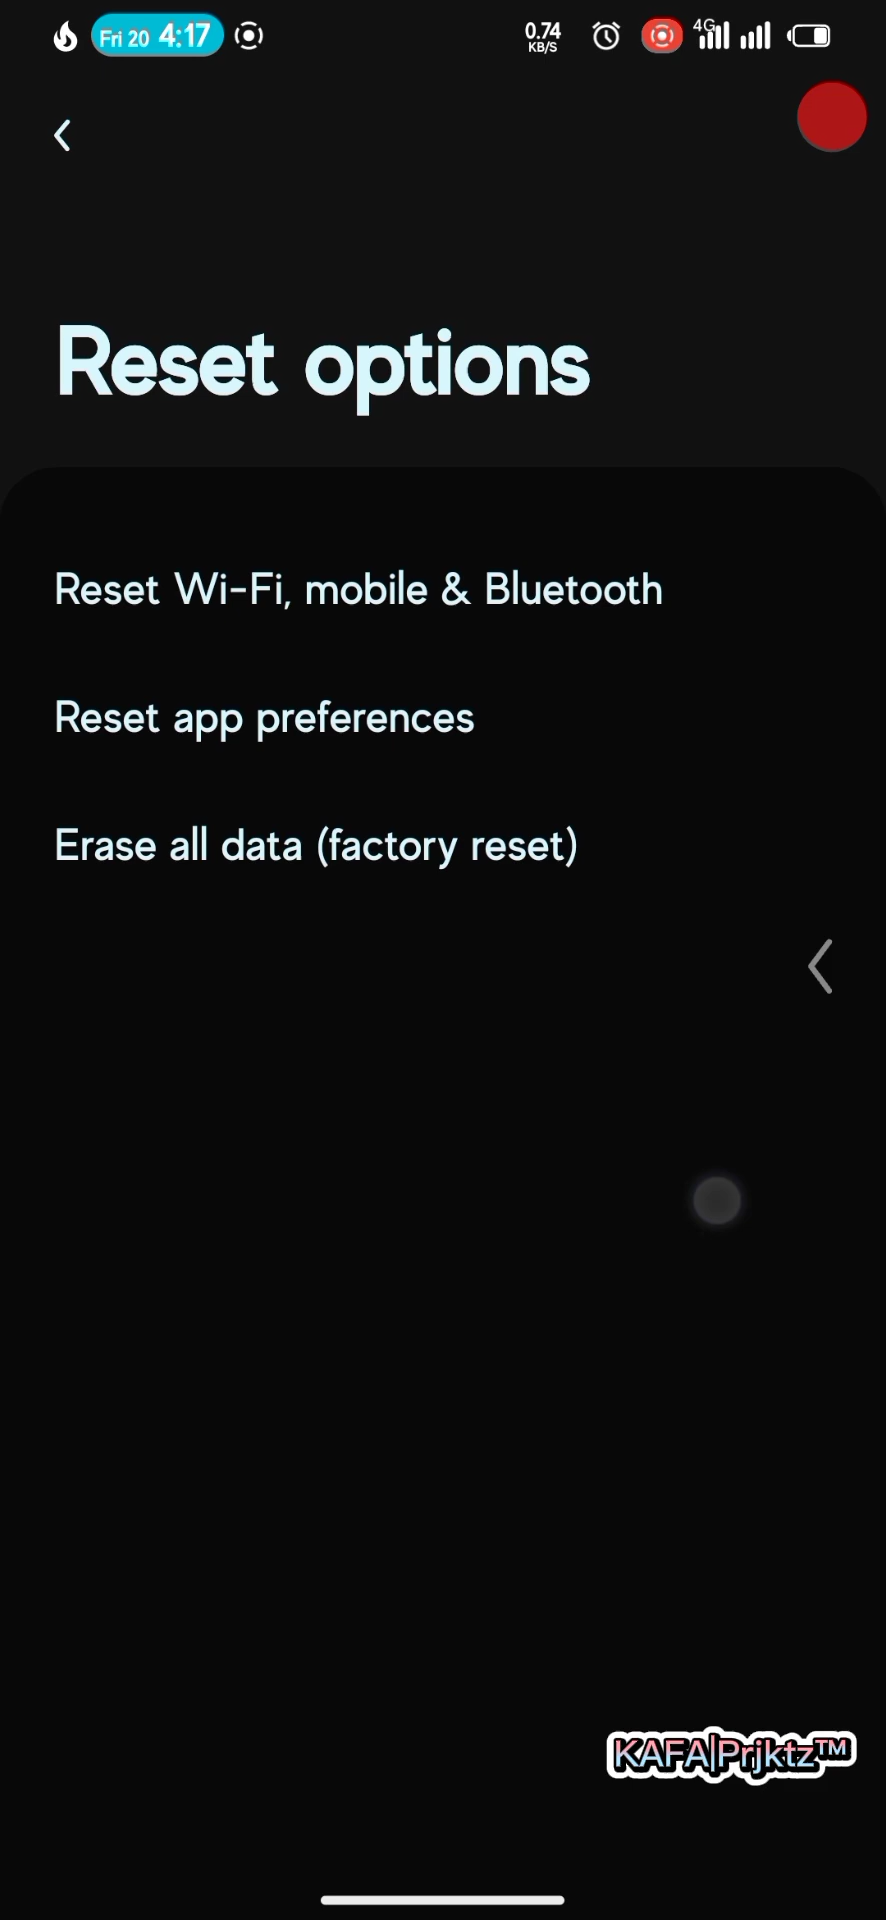 Fri 20 4:17
0.74
KB/S
4G
Reset options
Reset Wi-Fi, mobile & Bluetooth
Reset app preferences
Erase all data (factory reset)
KAFA|Prjktz™